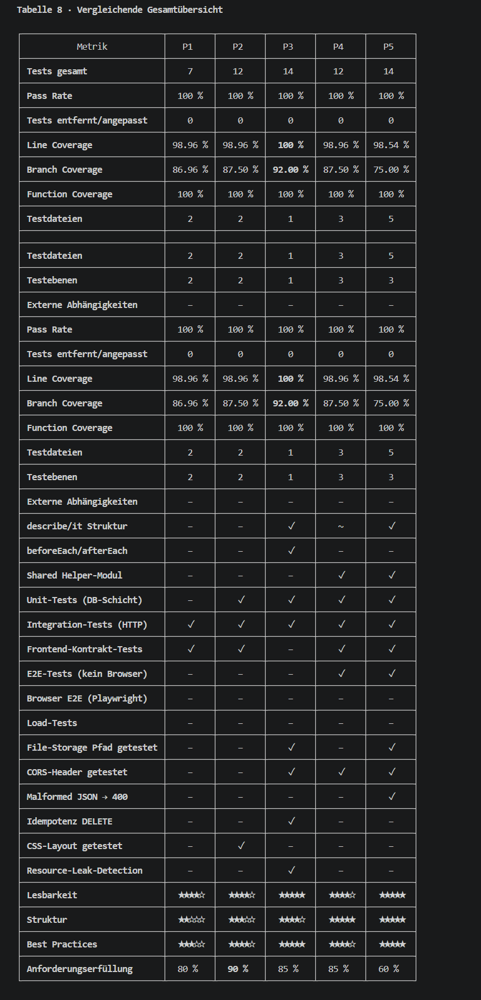 Tabelle 8 · Vergleichende Gesamtübersicht
Metrik P1 P2 P3 P4 P5
Tests gesamt 7 12 14 12 14
Pass Rate 100 % 100 % 100 % 100 % 100 %
Tests entfernt/angepasst 0 0 0 0 0
Line Coverage 98.96 % 98.96 % 100 % 98.96 % 98.54 %
Branch Coverage 86.96 % 87.50 % 92.00 % 87.50 % 75.00 %
Function Coverage 100 % 100 % 100 % 100 % 100 %
Testdateien 2 2 1 3 5
Testdateien 2 2 1 3 5
Testebenen 2 2 1 3 3
Externe Abhängigkeiten – – – – –
Pass Rate 100 % 100 % 100 % 100 % 100 %
Tests entfernt/angepasst 0 0 0 0 0
Line Coverage 98.96 % 98.96 % 100 % 98.96 % 98.54 %
Branch Coverage 86.96 % 87.50 % 92.00 % 87.50 % 75.00 %
Function Coverage 100 % 100 % 100 % 100 % 100 %
Testdateien 2 2 1 3 5
Testebenen 2 2 1 3 3
Externe Abhängigkeiten – – – – –
describe/it Struktur – – ✓ ~ ✓
beforeEach/afterEach – – ✓ – –
Shared Helper-Modul – – – ✓ ✓
Unit-Tests (DB-Schicht) – ✓ ✓ ✓ ✓
Integration-Tests (HTTP) ✓ ✓ ✓ ✓ ✓
Frontend-Kontrakt-Tests ✓ ✓ – ✓ ✓
E2E-Tests (kein Browser) – – – ✓ ✓
Browser E2E (Playwright) – – – – –
Load-Tests – – – – –
File-Storage Pfad getestet – – ✓ – ✓
CORS-Header getestet – – ✓ ✓ ✓
Malformed JSON → 400 – – – – ✓
Idempotenz DELETE – – ✓ – –
CSS-Layout getestet – ✓ – – –
Resource-Leak-Detection – – ✓ – –
Lesbarkeit ★★★★☆ ★★★★☆ ★★★★★ ★★★★☆ ★★★★★
Struktur ★★☆☆☆ ★★★☆☆ ★★★★☆ ★★★★★ ★★★★★
Best Practices ★★★☆☆ ★★★★☆ ★★★★★ ★★★★☆ ★★★★★
Anforderungserfüllung 80 % 90 % 85 % 85 % 60 %